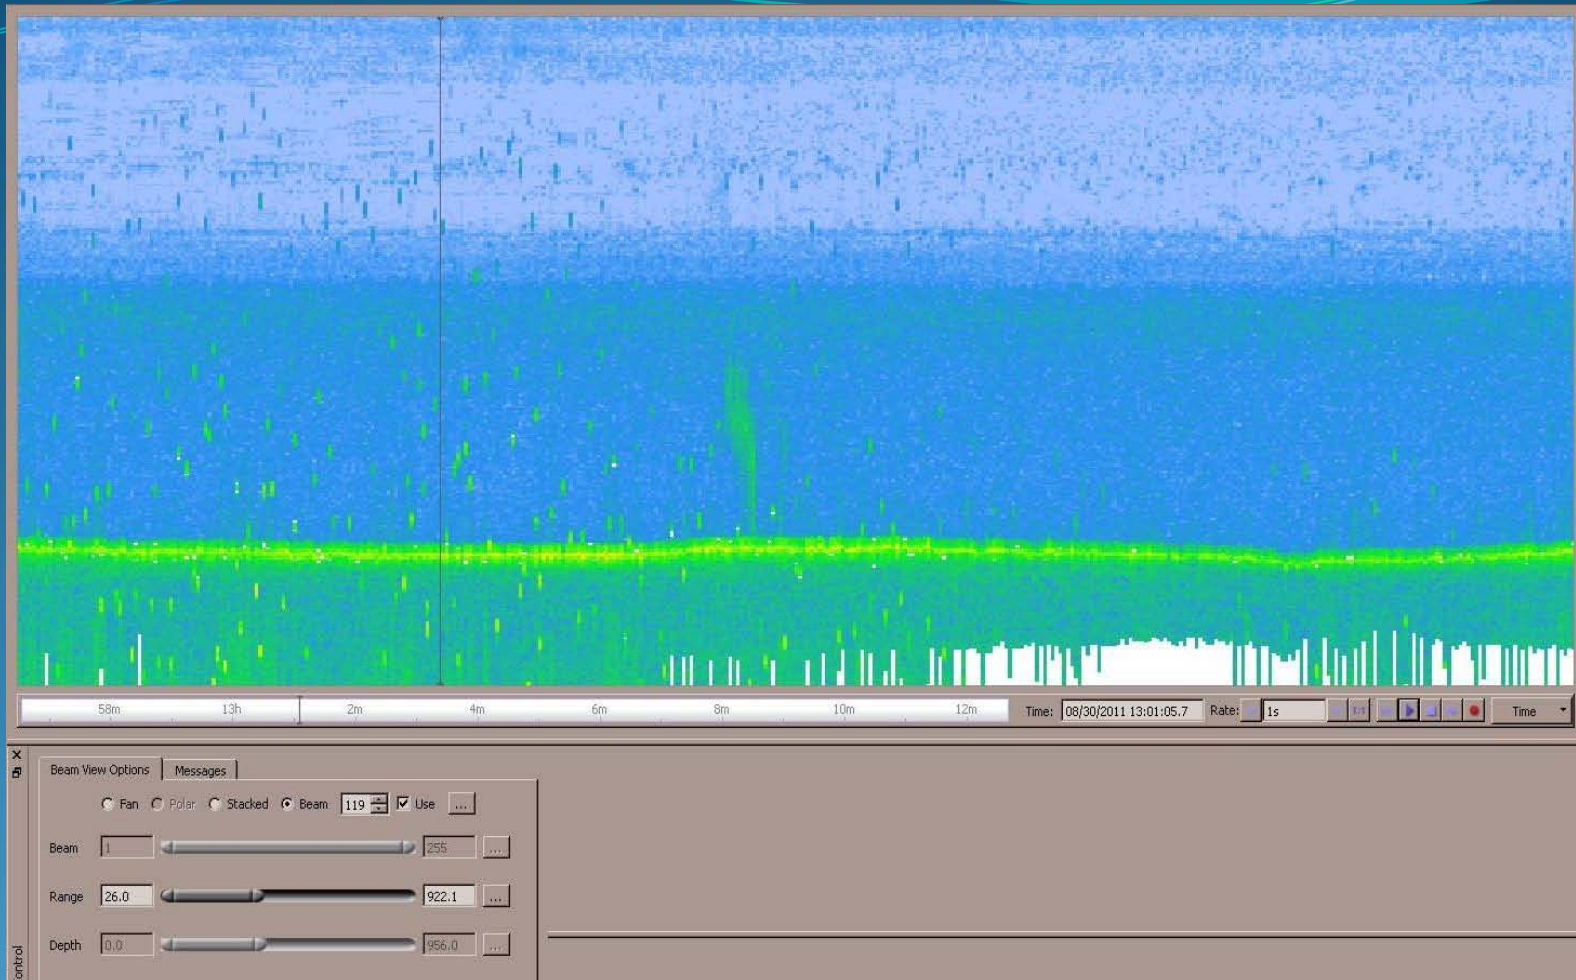 58m 13h 2m 4m 6m 8m 10m 12m Time: 08/30/2011 13:01:05.7 Rate: 1s 1:1 Time
Beam View Options Messages
Fan Polar Stacked Beam 119 Use ...
Beam 1 255 ...
Range 26.0 922.1 ...
Depth 0.0 956.0 ...